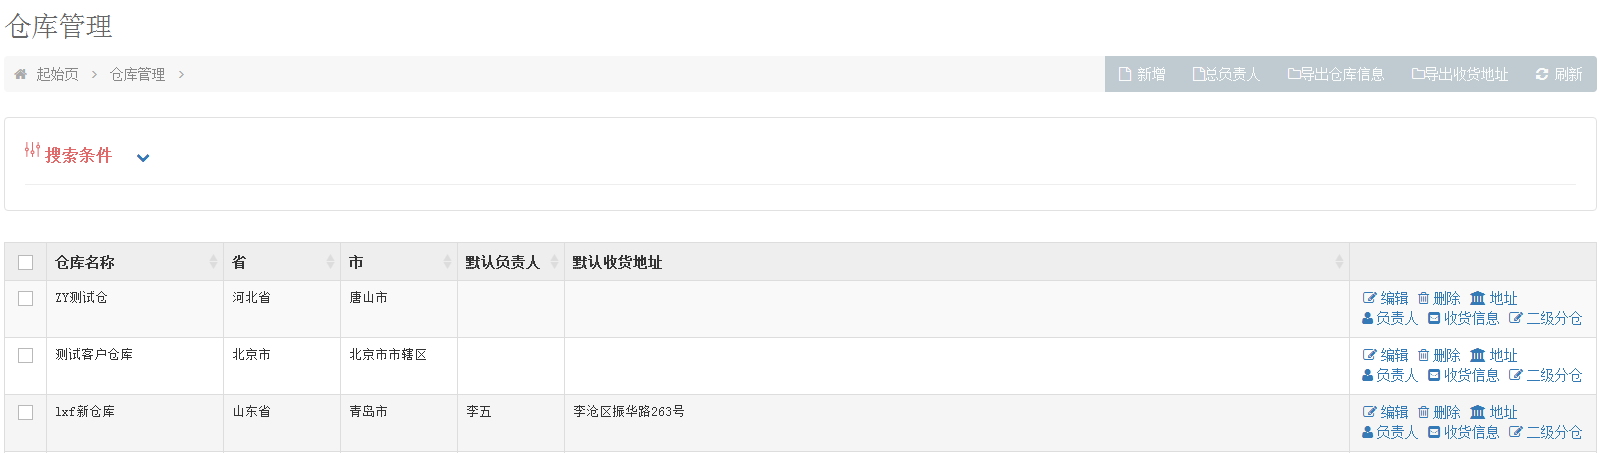 仓库管理
起始页 > 仓库管理 >
新增 总负责人 导出仓库信息 导出收货地址 刷新
搜索条件
仓库名称 省 市 默认负责人 默认收货地址
ZY测试仓 河北省 唐山市 编辑 删除 地址
负责人 收货信息 二级分仓
测试客户仓库 北京市 北京市市辖区 编辑 删除 地址
负责人 收货信息 二级分仓
lxf新仓库 山东省 青岛市 李五 李沧区振华路263号 编辑 删除 地址
负责人 收货信息 二级分仓